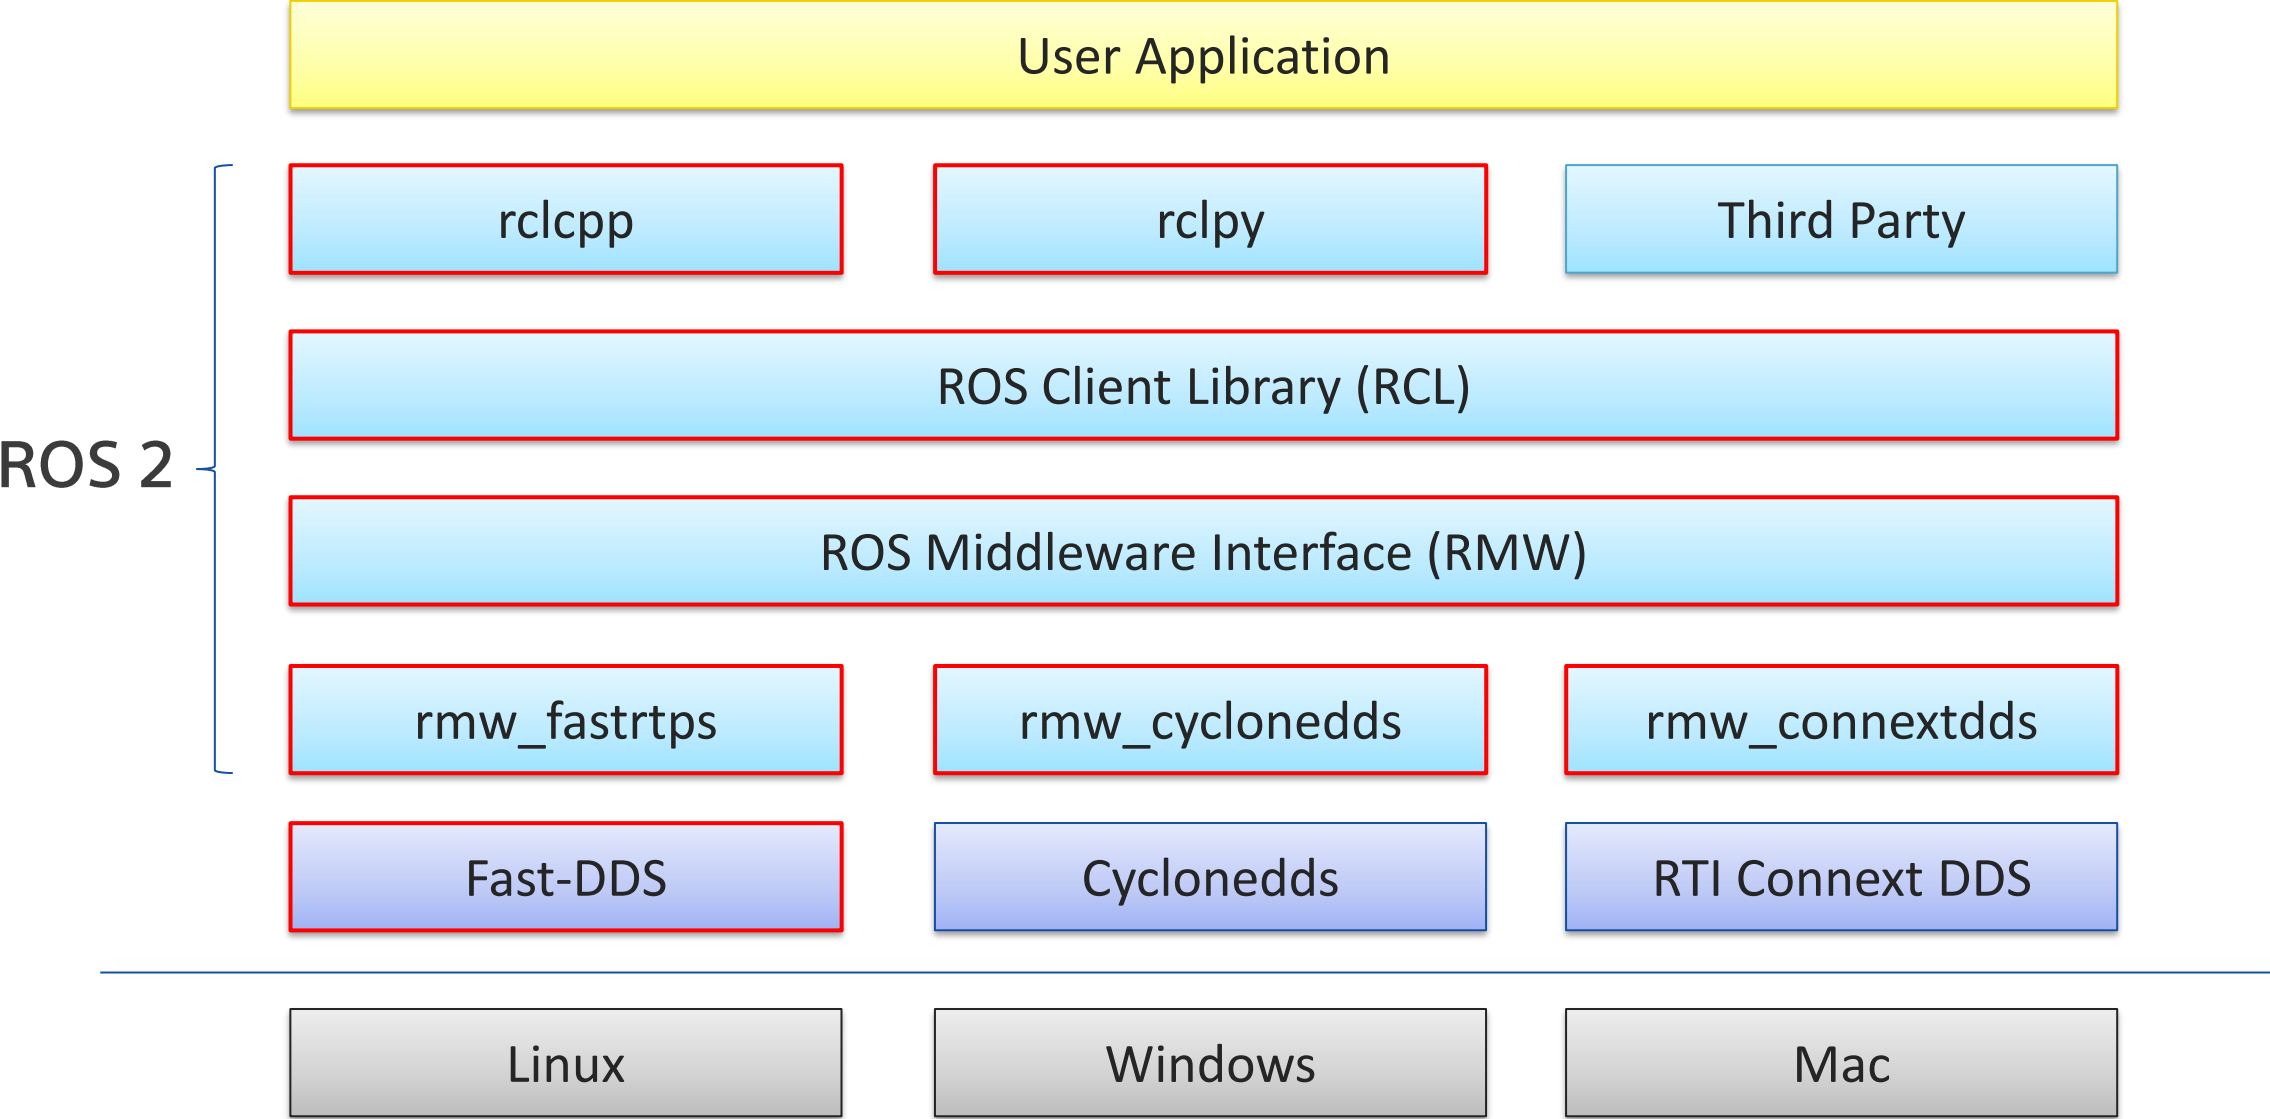 User Application
rclcpp
rclpy
Third Party
ROS Client Library (RCL)
ROS 2
ROS Middleware Interface (RMW)
rmw_fastrtps
rmw_cyclonedds
rmw_connextdds
Fast-DDS
Cyclonedds
RTI Connext DDS
Linux
Windows
Mac